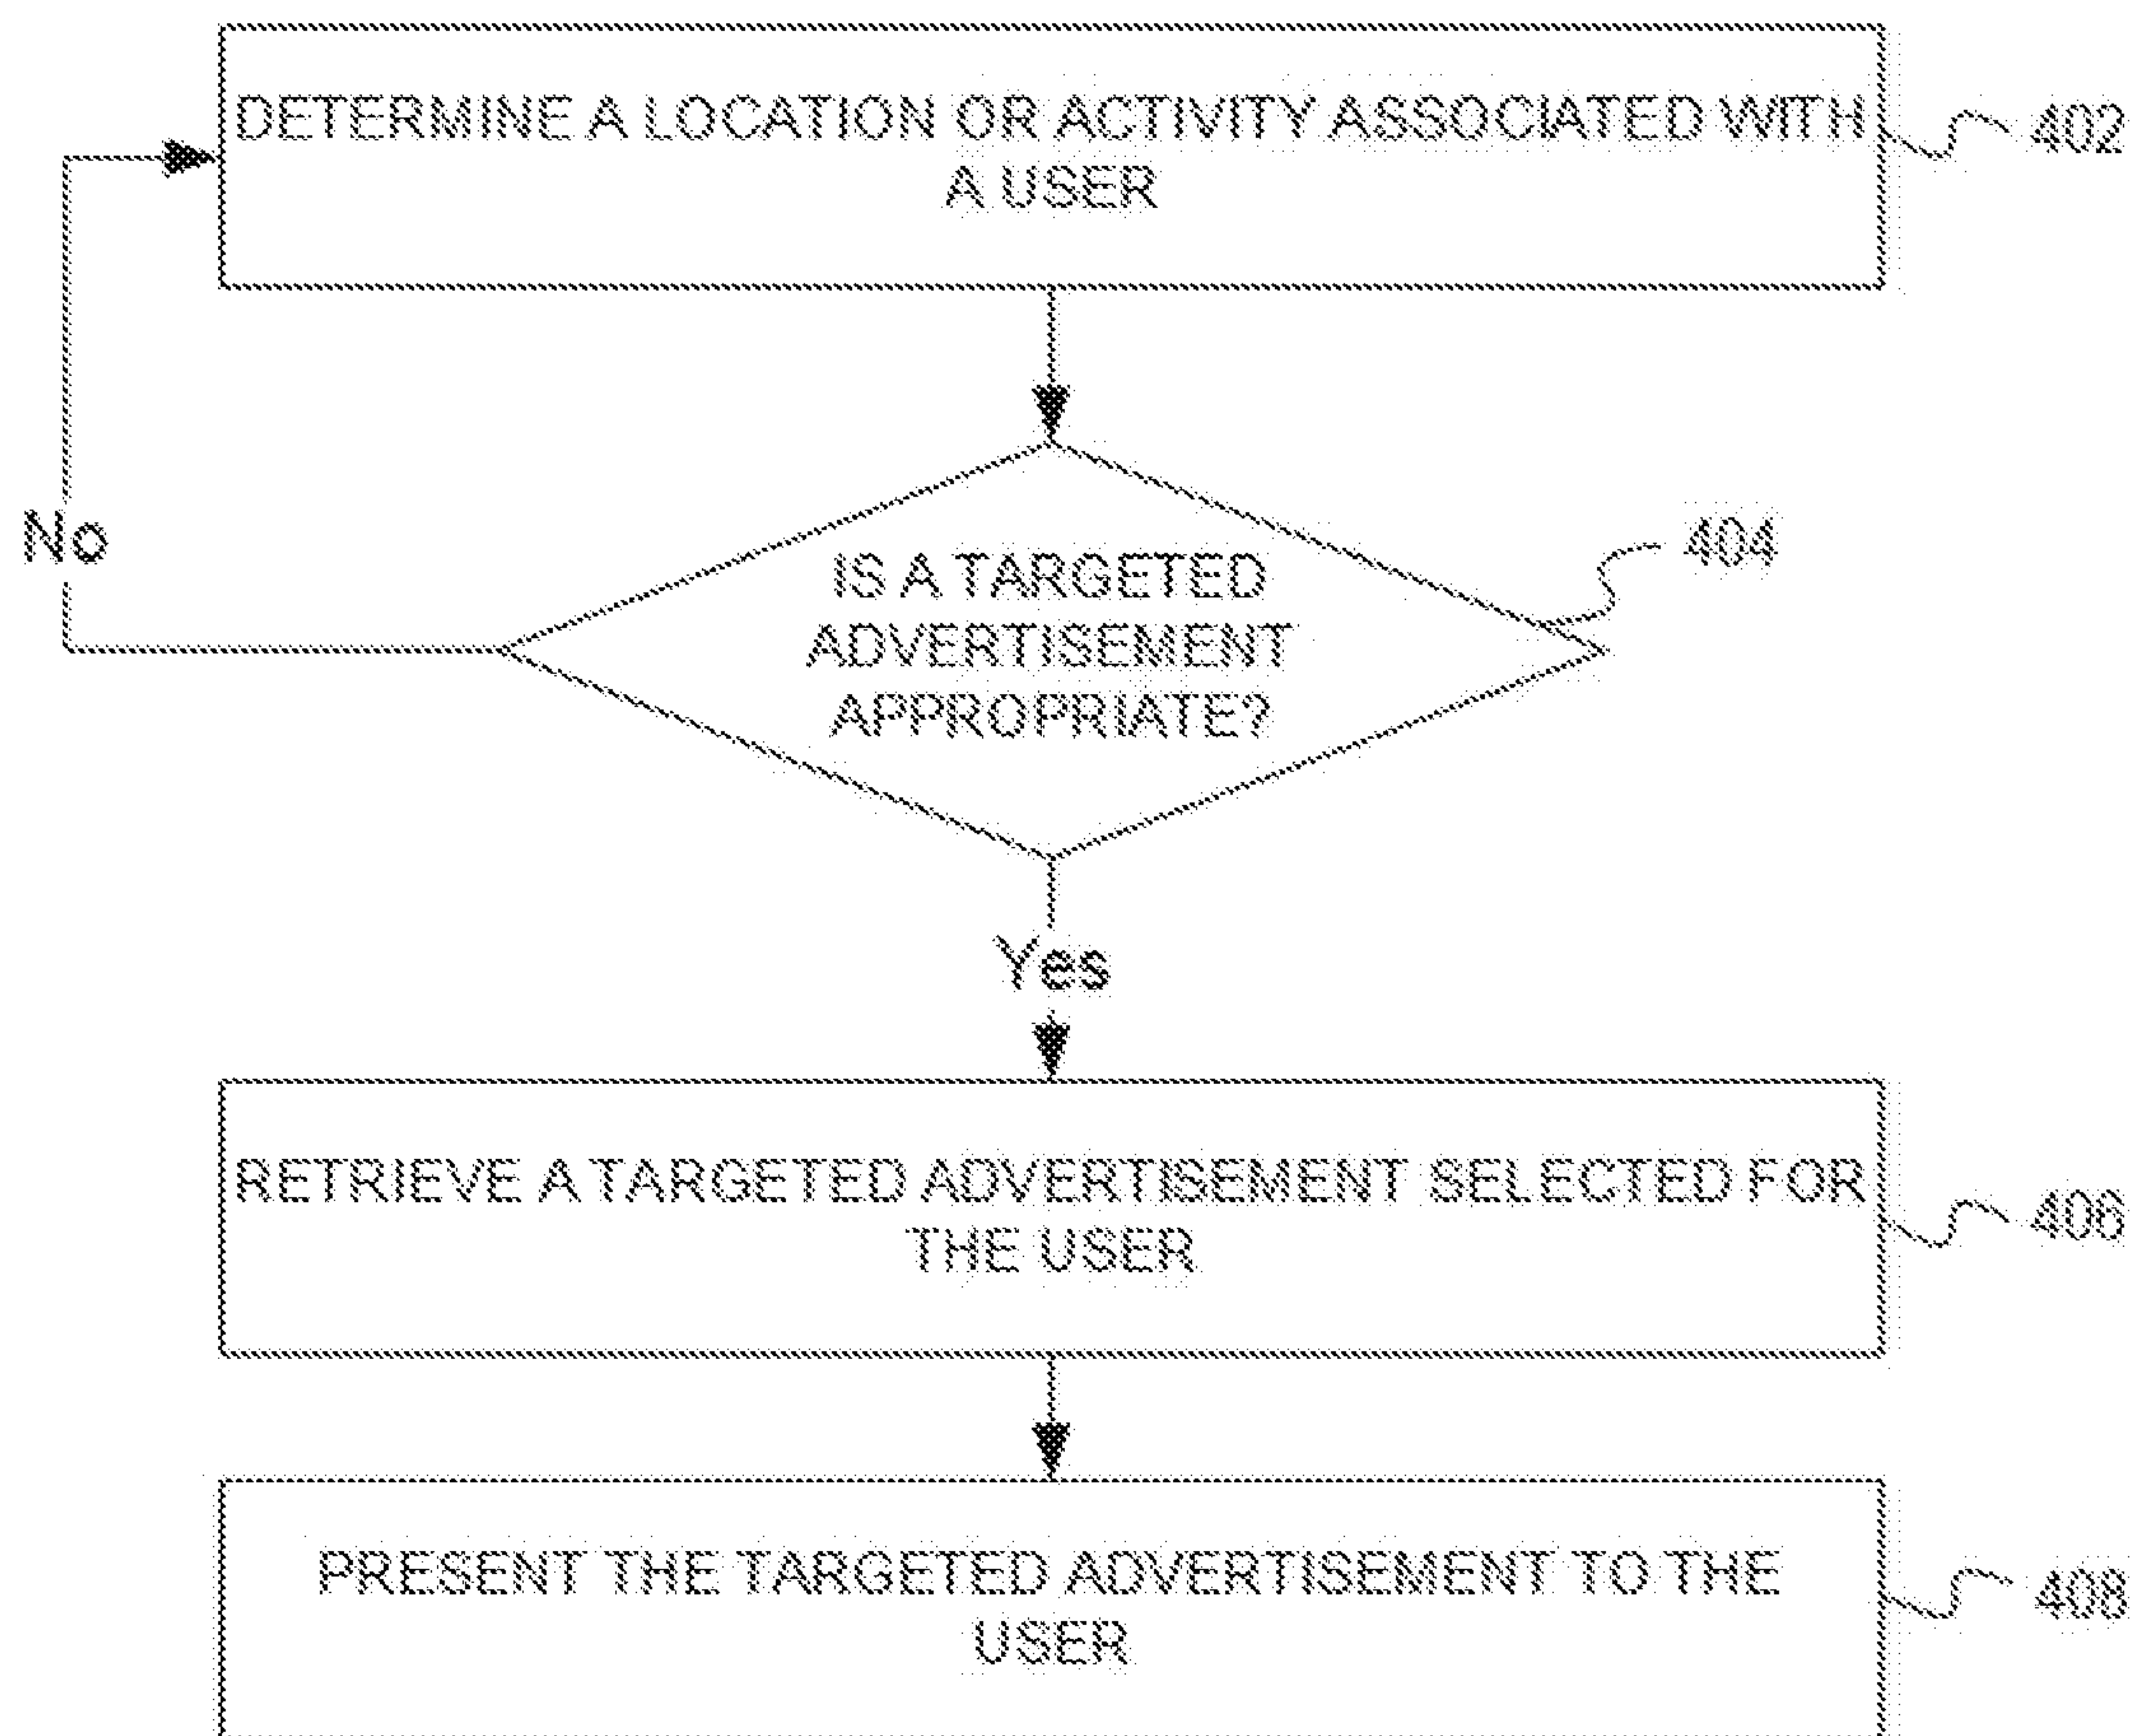 DETERMINE A LOCATION OR ACTIVITY ASSOCIATED WITH
A USER
402
No
IS A TARGETED
ADVERTISEMENT
APPROPRIATE?
404
Yes
RETRIEVE A TARGETED ADVERTISEMENT SELECTED FOR
THE USER
406
PRESENT THE TARGETED ADVERTISEMENT TO THE
USER
408